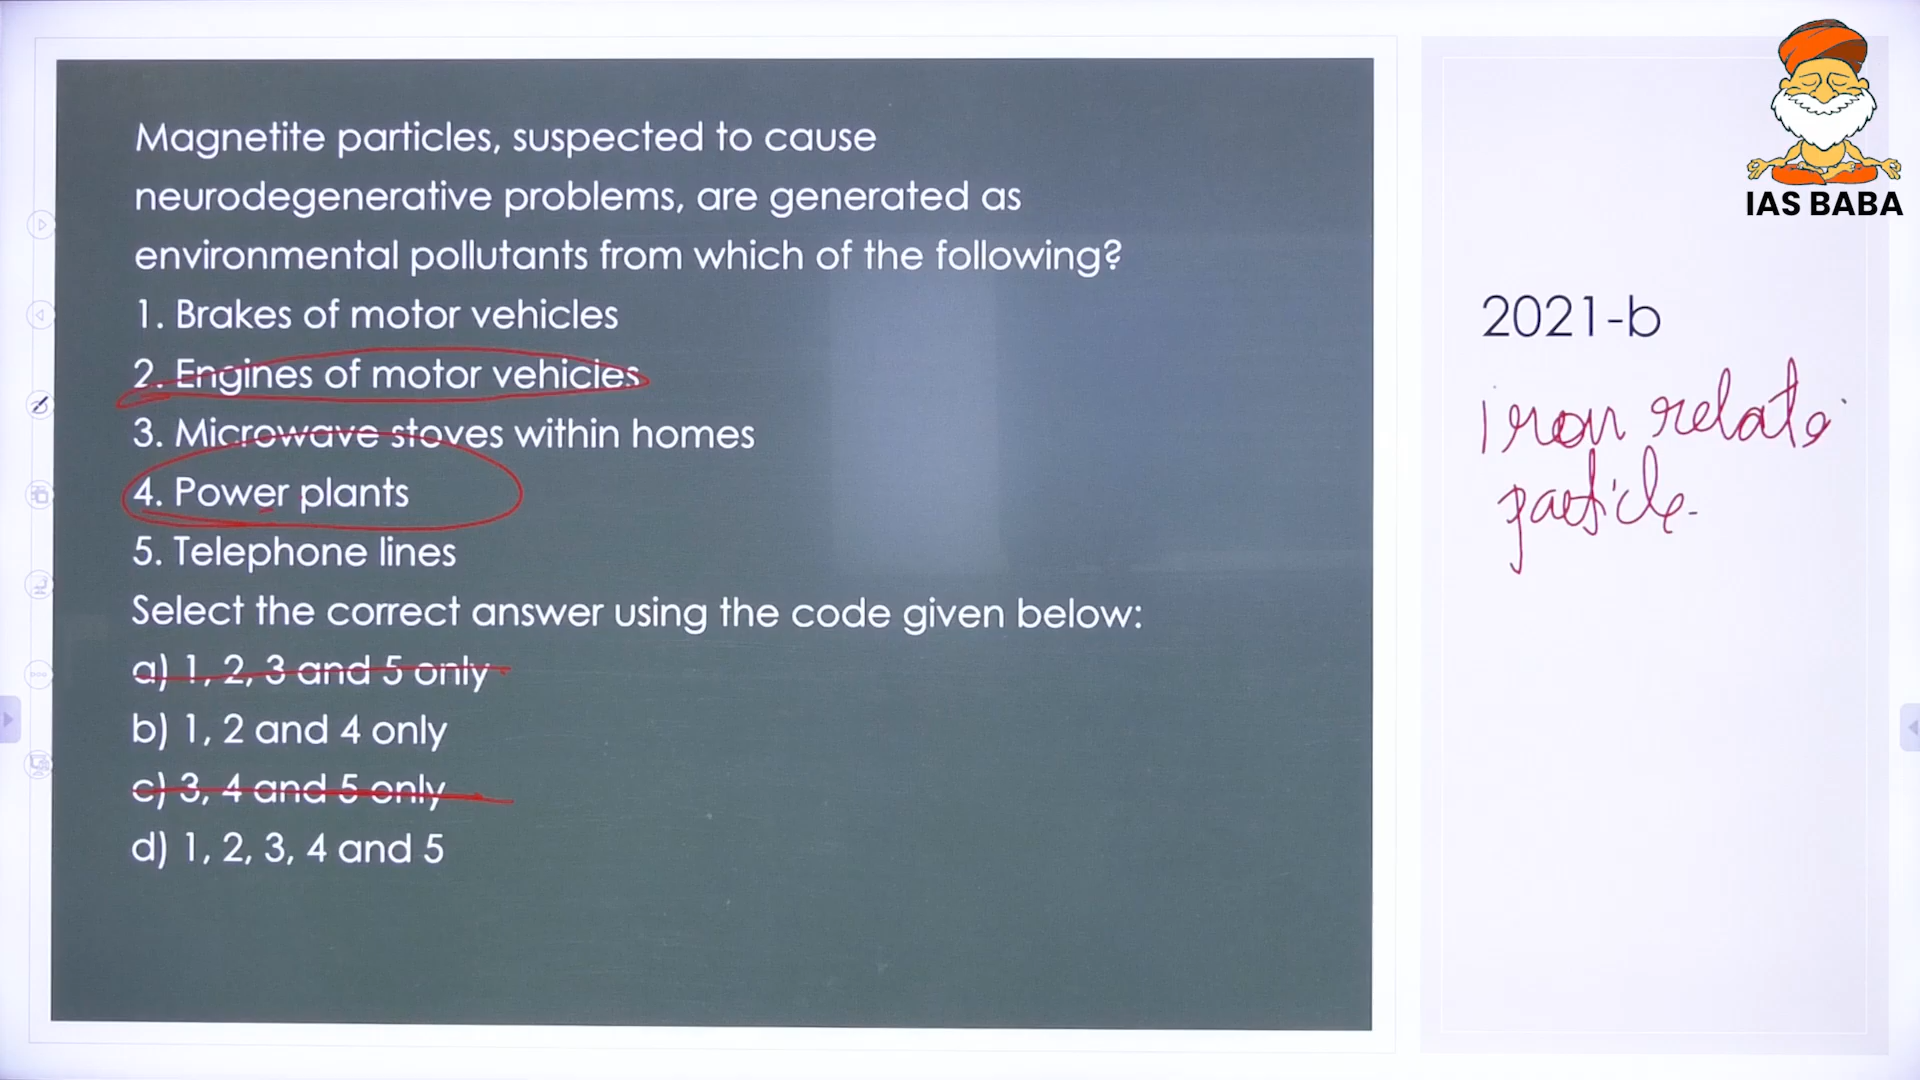 Magnetite particles, suspected to cause
neurodegenerative problems, are generated as
environmental pollutants from which of the following?
1. Brakes of motor vehicles
2. Engines of motor vehicles
3. Microwave stoves within homes
4. Power plants
5. Telephone lines
Select the correct answer using the code given below:
a) 1, 2, 3 and 5 only
b) 1, 2 and 4 only
c) 3, 4 and 5 only
d) 1, 2, 3, 4 and 5
IAS BABA
2021-b
iron relate
particle